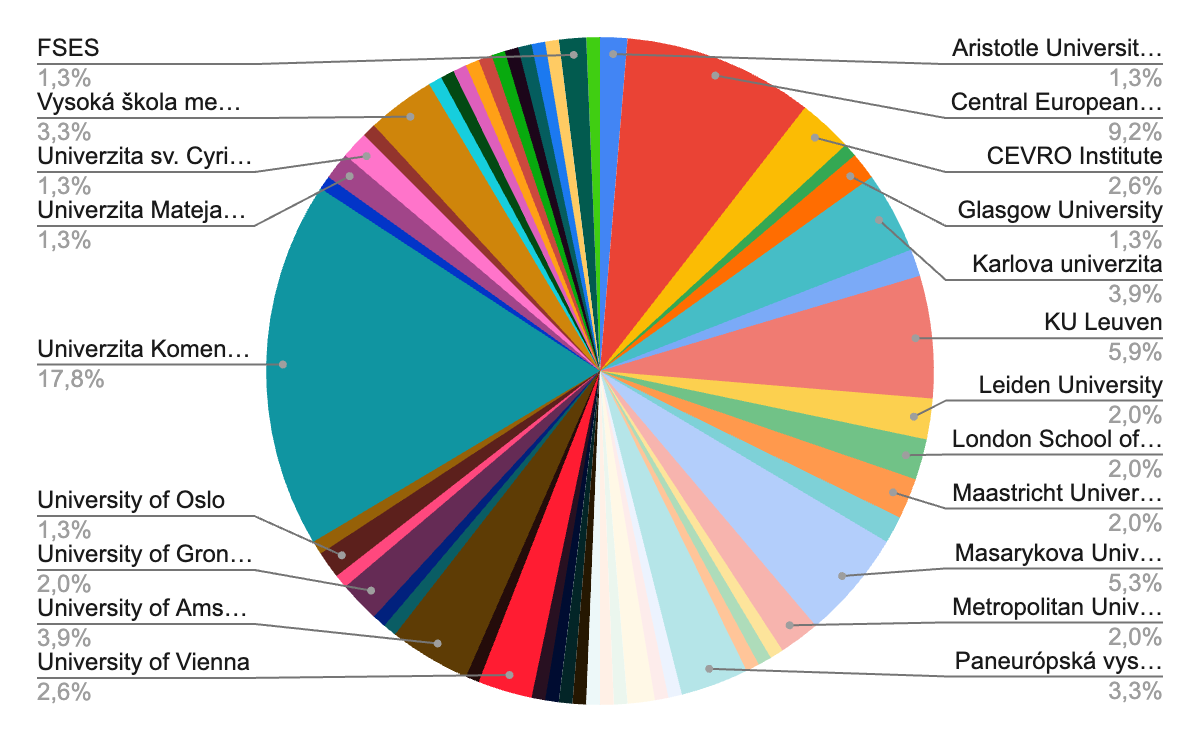 FSES
1,3%
Vysoká škola me…
3,3%
Univerzita sv. Cyri…
1,3%
Univerzita Mateja…
1,3%
Univerzita Komen…
17,8%
University of Oslo
1,3%
University of Gron…
2,0%
University of Ams…
3,9%
University of Vienna
2,6%
Aristotle Universit…
1,3%
Central European…
9,2%
CEVRO Institute
2,6%
Glasgow University
1,3%
Karlova univerzita
3,9%
KU Leuven
5,9%
Leiden University
2,0%
London School of…
2,0%
Maastricht Univer…
2,0%
Masarykova Univ…
5,3%
Metropolitan Univ…
2,0%
Paneurópská vys…
3,3%